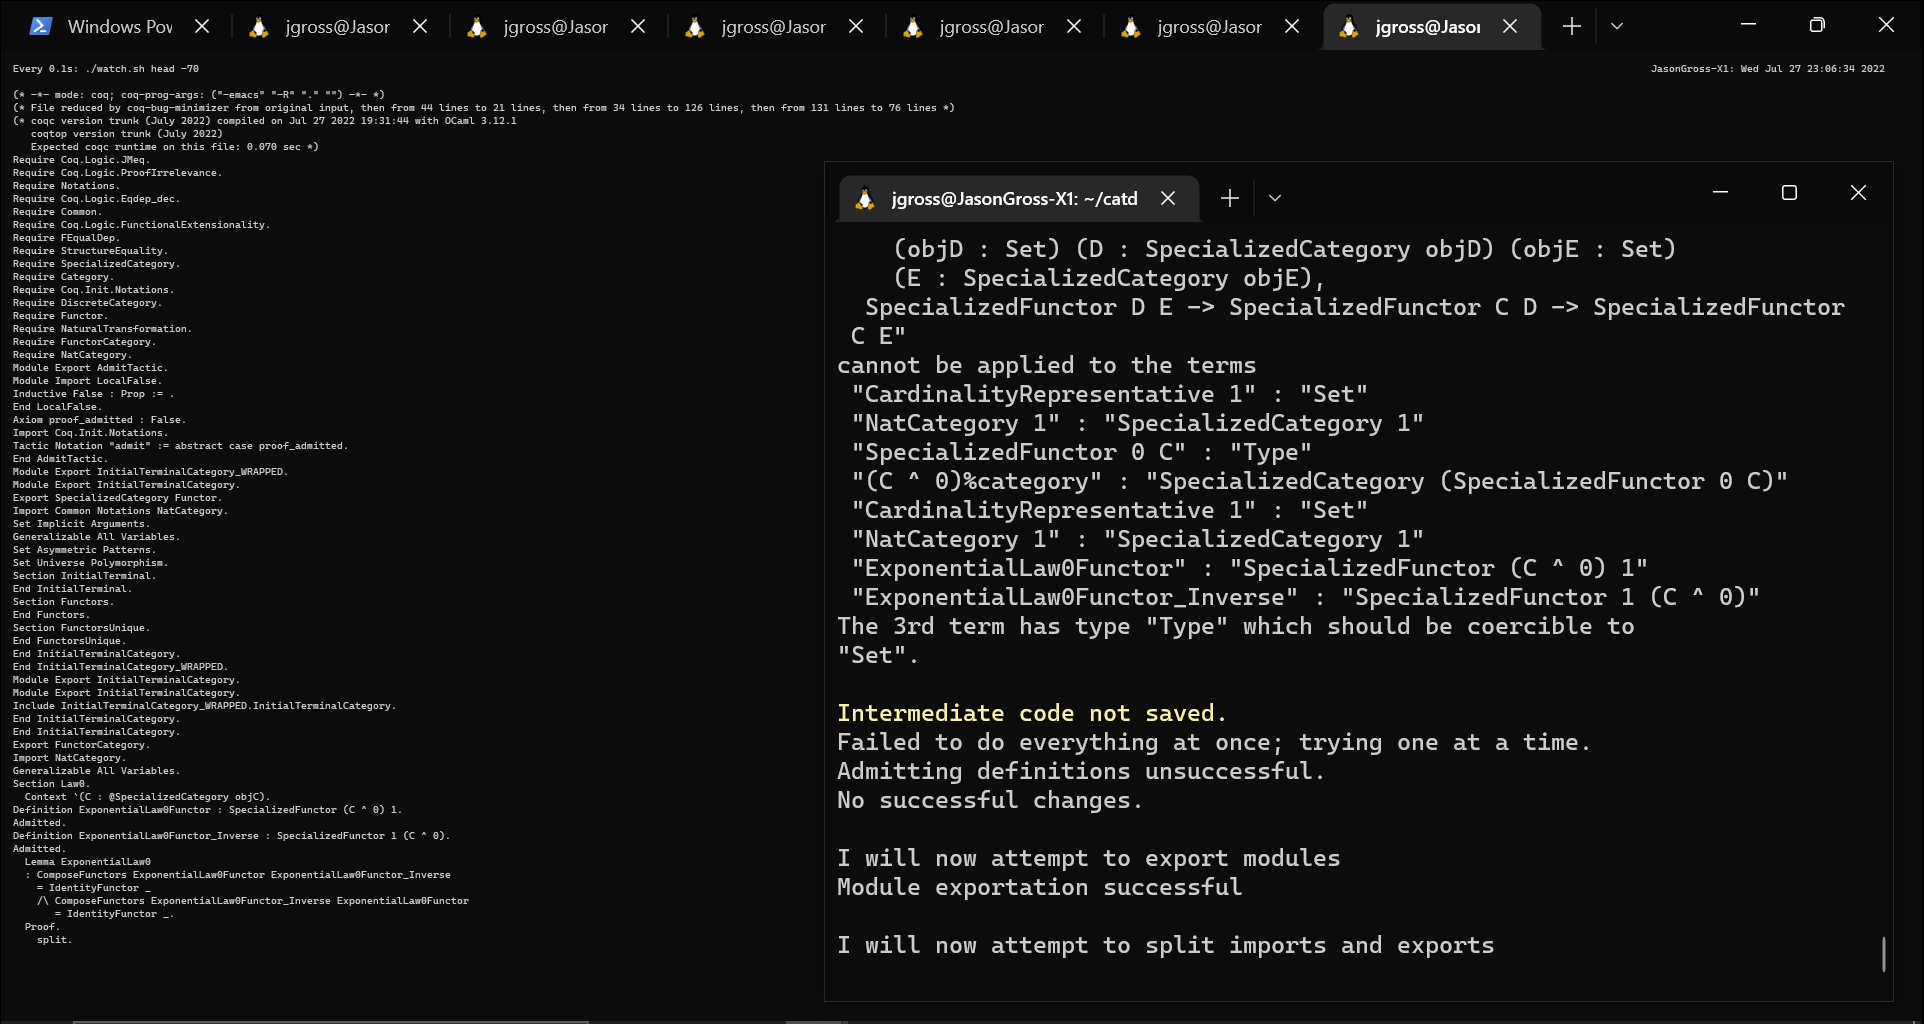 Windows Pov
jgross@Jasor
jgross@Jasor
jgross@Jasor
jgross@Jasor
jgross@Jasor
jgross@Jasor
Every 0.1s: ./watch.sh head -70
JasonGross-X1: Wed Jul 27 23:06:34 2022
(* -*- mode: coq; coq-prog-args: ("-emacs" "-R" "." "") -*- *)
(* File reduced by coq-bug-minimizer from original input, then from 44 lines to 21 lines, then from 34 lines to 126 lines, then from 131 lines to 76 lines *)
(* coqc version trunk (July 2022) compiled on Jul 27 2022 19:31:44 with OCaml 3.12.1
   coqtop version trunk (July 2022)
   Expected coqc runtime on this file: 0.070 sec *)
Require Coq.Logic.JMeq.
Require Coq.Logic.ProofIrrelevance.
Require Notations.
Require Coq.Logic.Eqdep_dec.
Require Common.
Require Coq.Logic.FunctionalExtensionality.
Require FEqualDep.
Require StructureEquality.
Require SpecializedCategory.
Require Category.
Require Coq.Init.Notations.
Require DiscreteCategory.
Require Functor.
Require NaturalTransformation.
Require FunctorCategory.
Require NatCategory.
Module Export AdmitTactic.
Module Import LocalFalse.
Inductive False : Prop := .
End LocalFalse.
Axiom proof_admitted : False.
Import Coq.Init.Notations.
Tactic Notation "admit" := abstract case proof_admitted.
End AdmitTactic.
Module Export InitialTerminalCategory_WRAPPED.
Module Export InitialTerminalCategory.
Export SpecializedCategory Functor.
Import Common Notations NatCategory.
Set Implicit Arguments.
Generalizable All Variables.
Set Asymmetric Patterns.
Set Universe Polymorphism.
Section InitialTerminal.
End InitialTerminal.
Section Functors.
End Functors.
Section FunctorsUnique.
End FunctorsUnique.
End InitialTerminalCategory.
End InitialTerminalCategory_WRAPPED.
Module Export InitialTerminalCategory.
Module Export InitialTerminalCategory.
Include InitialTerminalCategory_WRAPPED.InitialTerminalCategory.
End InitialTerminalCategory.
End InitialTerminalCategory.
Export FunctorCategory.
Import NatCategory.
Generalizable All Variables.
Section Law0.
  Context `(C : @SpecializedCategory objC).
Definition ExponentialLaw0Functor : SpecializedFunctor (C ^ 0) 1.
Admitted.
Definition ExponentialLaw0Functor_Inverse : SpecializedFunctor 1 (C ^ 0).
Admitted.
  Lemma ExponentialLaw0
  : ComposeFunctors ExponentialLaw0Functor ExponentialLaw0Functor_Inverse
    = IdentityFunctor _
    /\ ComposeFunctors ExponentialLaw0Functor_Inverse ExponentialLaw0Functor
       = IdentityFunctor _.
  Proof.
    split.
jgross@JasonGross-X1: ~/catd
    (objD : Set) (D : SpecializedCategory objD) (objE : Set)
    (E : SpecializedCategory objE),
  SpecializedFunctor D E -> SpecializedFunctor C D -> SpecializedFunctor
 C E"
cannot be applied to the terms
 "CardinalityRepresentative 1" : "Set"
 "NatCategory 1" : "SpecializedCategory 1"
 "SpecializedFunctor 0 C" : "Type"
 "(C ^ 0)%category" : "SpecializedCategory (SpecializedFunctor 0 C)"
 "CardinalityRepresentative 1" : "Set"
 "NatCategory 1" : "SpecializedCategory 1"
 "ExponentialLaw0Functor" : "SpecializedFunctor (C ^ 0) 1"
 "ExponentialLaw0Functor_Inverse" : "SpecializedFunctor 1 (C ^ 0)"
The 3rd term has type "Type" which should be coercible to
"Set".
Intermediate code not saved.
Failed to do everything at once; trying one at a time.
Admitting definitions unsuccessful.
No successful changes.
I will now attempt to export modules
Module exportation successful
I will now attempt to split imports and exports